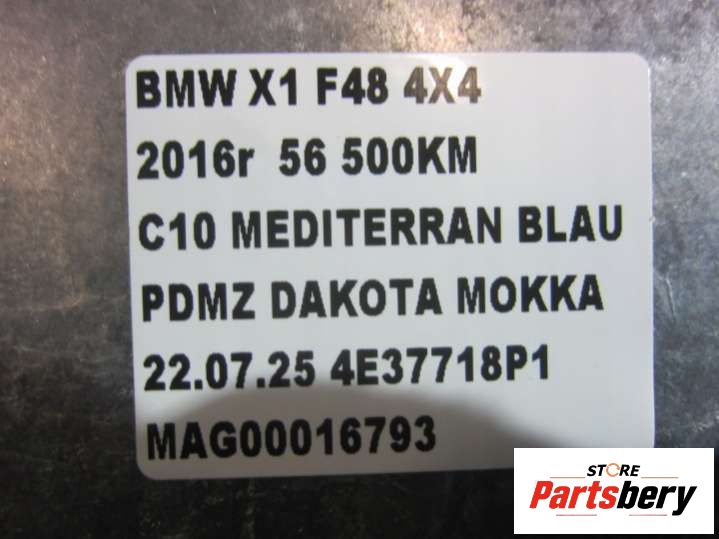 BMW X1 F48 4X4
2016r 56 500KM
C10 MEDITERRAN BLAU
PDMZ DAKOTA MOKKA
22.07.25 4E37718P1
MAG00016793
STORE
Partsbery